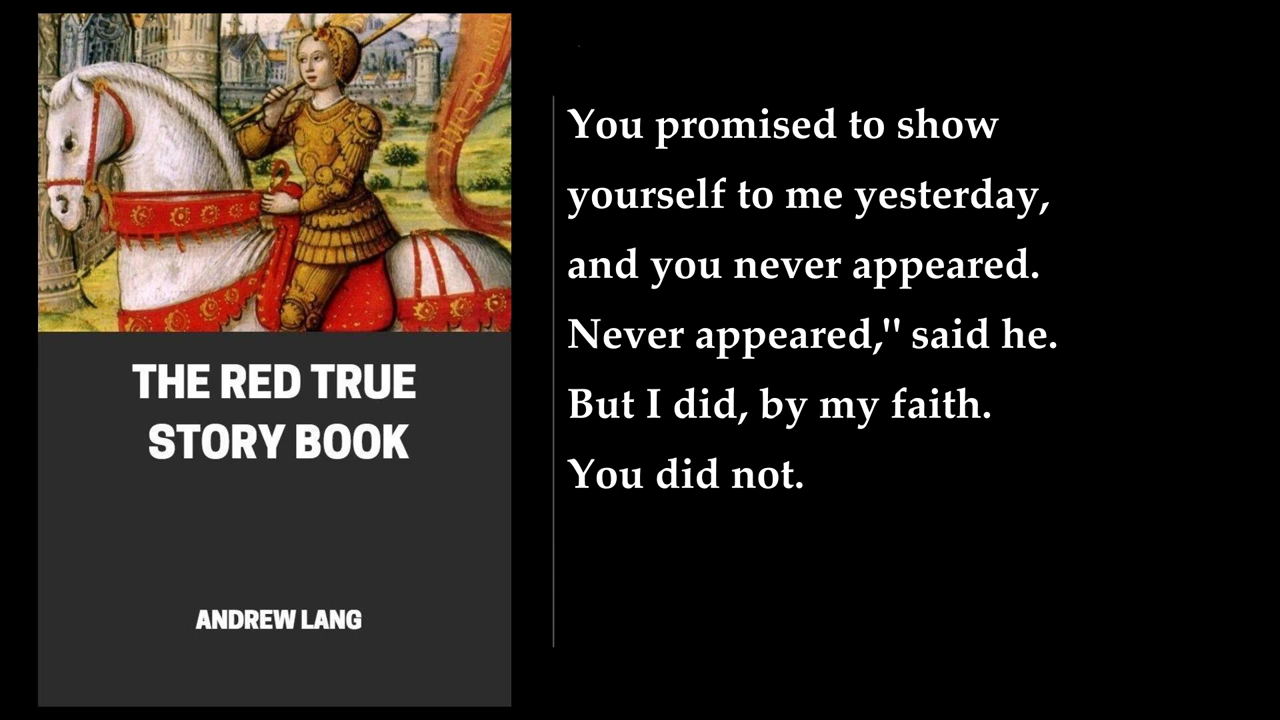 THE RED TRUE
STORY BOOK
ANDREW LANG
You promised to show
yourself to me yesterday,
and you never appeared.
Never appeared," said he.
But I did, by my faith.
You did not.